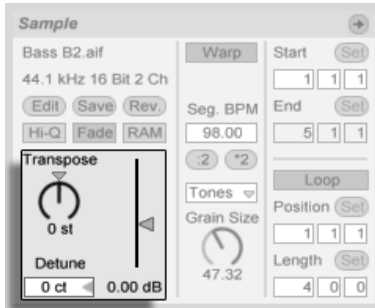 Sample
Bass B2.aif
44.1 kHz 16 Bit 2 Ch
Edit Save Rev.
Hi-Q Fade RAM
Transpose
0 st
Detune
0 ct 0.00 dB
Warp
Seg. BPM
98.00
:2 *2
Tones
Grain Size
47.32
Start Set
1 1 1
End Set
5 1 1
Loop
Position Set
1 1 1
Length Set
4 0 0